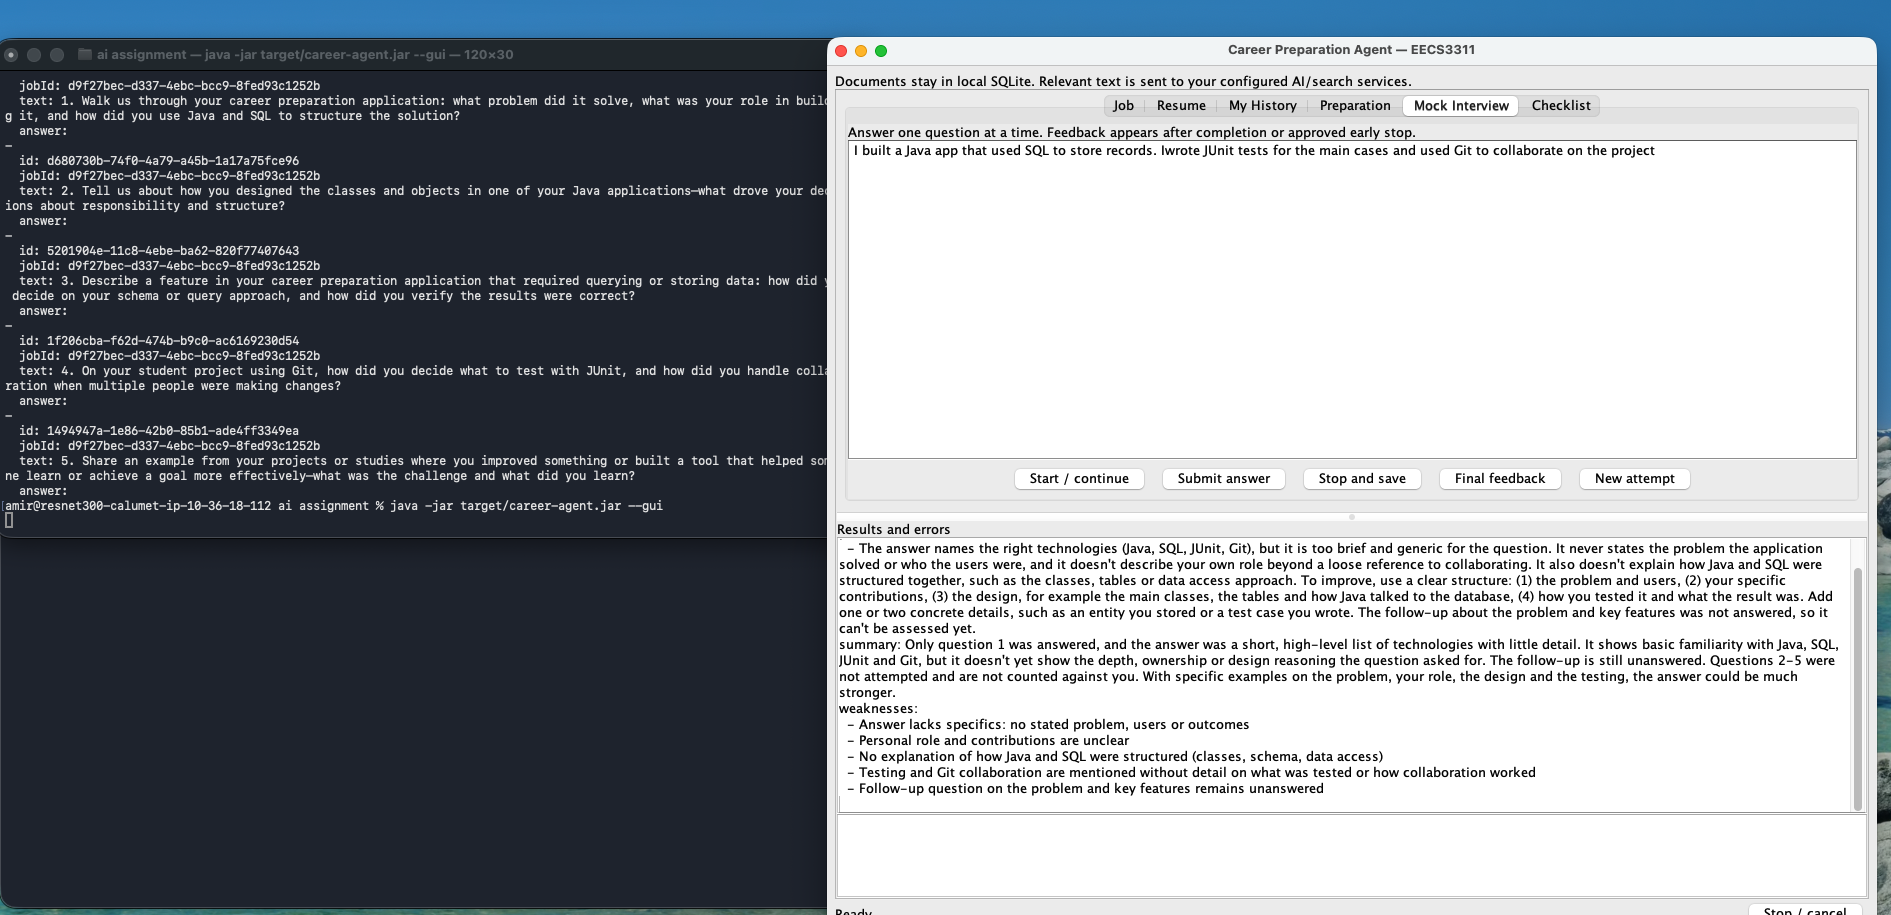 ai assignment — java -jar target/career-agent.jar --gui — 120×30
jobId: d9f27bec-d337-4ebc-bcc9-8fed93c1252b
text: 1. Walk us through your career preparation application: what problem did it solve, what was your role in
g it, and how did you use Java and SQL to structure the solution?
answer:
–
id: d680730b-74f0-4a79-a45b-1a17a75fce96
jobId: d9f27bec-d337-4ebc-bcc9-8fed93c1252b
text: 2. Tell us about how you designed the classes and objects in one of your Java applications—what drove your
ions about responsibility and structure?
answer:
–
id: 5201904e-11c8-4ebe-ba62-820f77407643
jobId: d9f27bec-d337-4ebc-bcc9-8fed93c1252b
text: 3. Describe a feature in your career preparation application that required querying or storing data: how did
decide on your schema or query approach, and how did you verify the results were correct?
answer:
–
id: 1f206cba-f62d-474b-b9c0-ac6169230d54
jobId: d9f27bec-d337-4ebc-bcc9-8fed93c1252b
text: 4. On your student project using Git, how did you decide what to test with JUnit, and how did you handle
ration when multiple people were making changes?
answer:
–
id: 1494947a-1e86-42b0-85b1-ade4ff3349ea
jobId: d9f27bec-d337-4ebc-bcc9-8fed93c1252b
text: 5. Share an example from your projects or studies where you improved something or built a tool that helped
ne learn or achieve a goal more effectively—what was the challenge and what did you learn?
answer:
[amir@resnet300-calumet-ip-10-36-18-112 ai assignment % java -jar target/career-agent.jar --gui
Career Preparation Agent — EECS3311
Documents stay in local SQLite. Relevant text is sent to your configured AI/search services.
Job Resume My History Preparation Mock Interview Checklist
Answer one question at a time. Feedback appears after completion or approved early stop.
I built a Java app that used SQL to store records. Iwrote JUnit tests for the main cases and used Git to collaborate on the project
Start / continue Submit answer Stop and save Final feedback New attempt
Results and errors
– The answer names the right technologies (Java, SQL, JUnit, Git), but it is too brief and generic for the question. It never states the problem the application
solved or who the users were, and it doesn't describe your own role beyond a loose reference to collaborating. It also doesn't explain how Java and SQL were
structured together, such as the classes, tables or data access approach. To improve, use a clear structure: (1) the problem and users, (2) your specific
contributions, (3) the design, for example the main classes, the tables and how Java talked to the database, (4) how you tested it and what the result was. Add
one or two concrete details, such as an entity you stored or a test case you wrote. The follow-up about the problem and key features was not answered, so it
can't be assessed yet.
summary: Only question 1 was answered, and the answer was a short, high-level list of technologies with little detail. It shows basic familiarity with Java, SQL,
JUnit and Git, but it doesn't yet show the depth, ownership or design reasoning the question asked for. The follow-up is still unanswered. Questions 2-5 were
not attempted and are not counted against you. With specific examples on the problem, your role, the design and the testing, the answer could be much
stronger.
weaknesses:
– Answer lacks specifics: no stated problem, users or outcomes
– Personal role and contributions are unclear
– No explanation of how Java and SQL were structured (classes, schema, data access)
– Testing and Git collaboration are mentioned without detail on what was tested or how collaboration worked
– Follow-up question on the problem and key features remains unanswered
Ready Stop / cancel